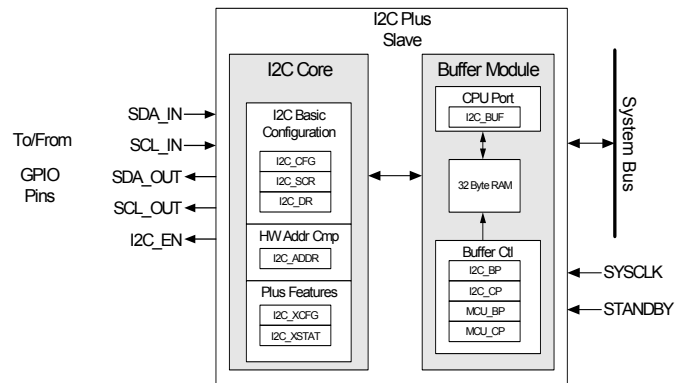 I2C Plus
Slave
I2C Core
Buffer Module
To/From
GPIO
Pins
SDA_IN
SCL_IN
SDA_OUT
SCL_OUT
I2C_EN
I2C Basic
Configuration
I2C_CFG
I2C_SCR
I2C_DR
HW Addr Cmp
I2C_ADDR
Plus Features
I2C_XCFG
I2C_XSTAT
CPU Port
I2C_BUF
32 Byte RAM
Buffer Ctl
I2C_BP
I2C_CP
MCU_BP
MCU_CP
System Bus
SYSCLK
STANDBY